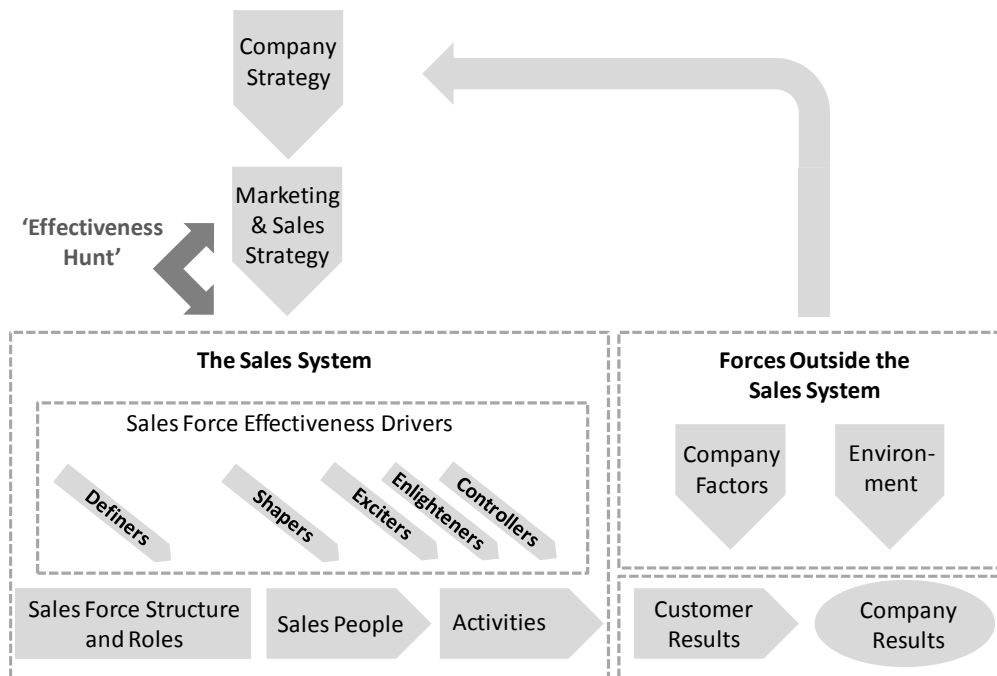 Company
Strategy
Marketing
& Sales
Strategy
‘Effectiveness
Hunt’
The Sales System
Sales Force Effectiveness Drivers
Definers
Shapers
Exciters
Enlighteners
Controllers
Sales Force Structure
and Roles
Sales People
Activities
Forces Outside the
Sales System
Company
Factors
Environ-
ment
Customer
Results
Company
Results